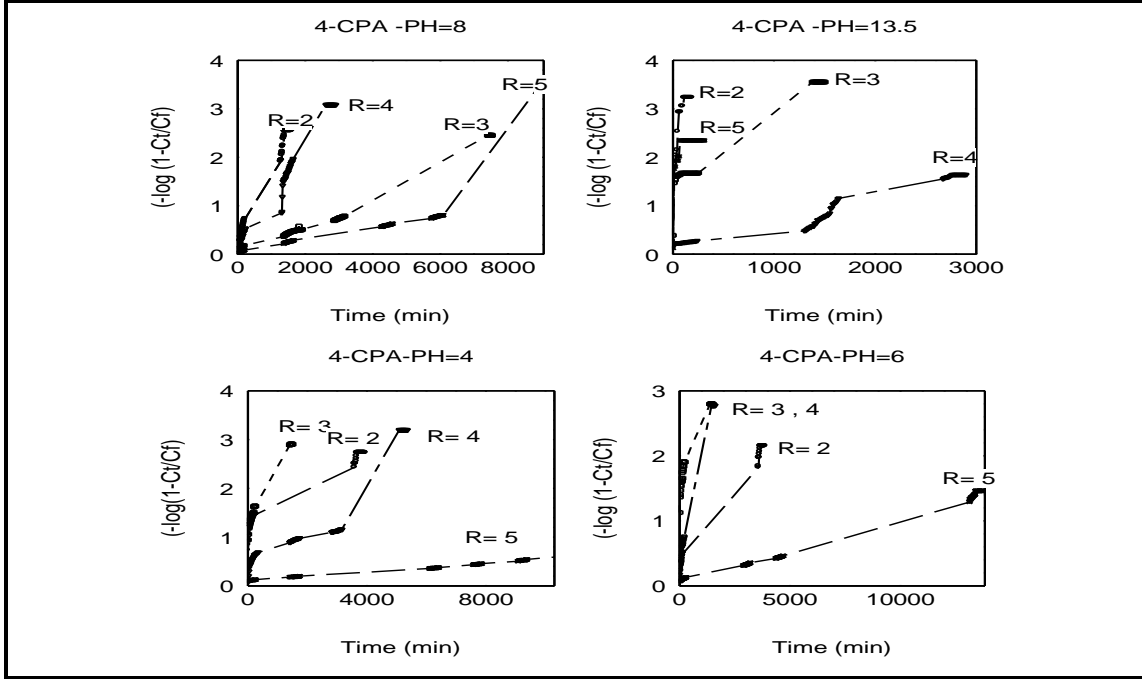 4-CPA -PH=8
(-log (1-Ct/Cf)
4
3
2
1
0
R=2
R=4
R=3
R=5
0 2000 4000 6000 8000
Time (min)
4-CPA -PH=13.5
(-log (1-Ct/Cf)
4
3
2
1
0
R=2
R=5
R=3
R=4
0 1000 2000 3000
Time (min)
4-CPA-PH=4
(-log(1-Ct/Cf)
4
3
2
1
0
R= 3
R= 2
R= 4
R= 5
0 4000 8000
Time (min)
4-CPA-PH=6
(-log (1-Ct/Cf)
3
2
1
0
R= 3 , 4
R= 2
R= 5
0 5000 10000
Time (min)